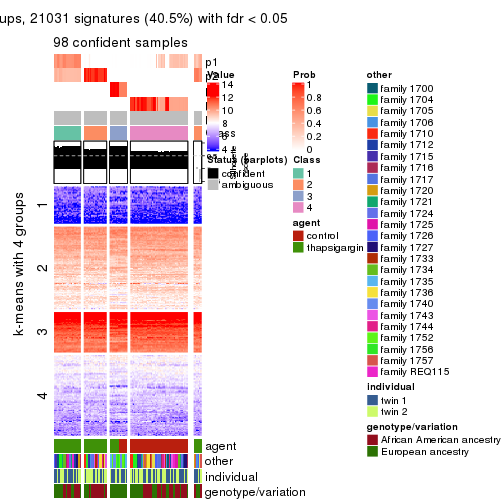 ups, 21031 signatures (40.5%) with fdr < 0.05
98 confident samples
p1
p2
Value
14
12
10
8
6
4
Status (barplots)
confident
ambiguous
Prob
1
0.8
0.6
0.4
0.2
0
Class
1
2
3
4
agent
control
thapsigargin
other
family 1700
family 1704
family 1705
family 1706
family 1710
family 1712
family 1715
family 1716
family 1717
family 1720
family 1721
family 1724
family 1725
family 1726
family 1727
family 1733
family 1734
family 1735
family 1736
family 1740
family 1743
family 1744
family 1752
family 1756
family 1757
family REQ115
individual
twin 1
twin 2
genotype/variation
African American ancestry
European ancestry
k-means with 4 groups
1
2
3
4
agent
other
individual
genotype/variation